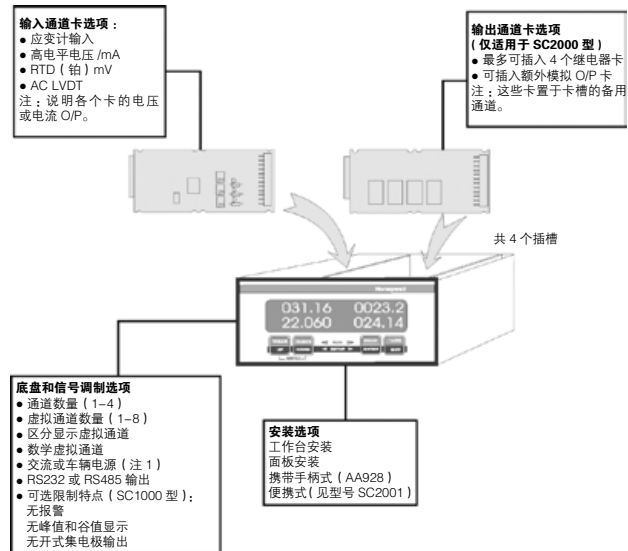 输入通道卡选项：
● 应变计输入
● 高电平电压 /mA
● RTD（铂）mV
● AC LVDT
注：说明各个卡的电压
或电流 O/P。
输出通道卡选项
(仅适用于 SC2000 型)
● 最多可插入 4 个继电器卡
● 可插入额外模拟 O/P 卡
注：这些卡置于卡槽的备用
通道。
共 4 个插槽
Honeywell
031.16 0023.2
22.060 024.14
底盘和信号调制选项
● 通道数量（1–4）
● 虚拟通道数量（1–8）
● 区分显示虚拟通道
● 数学虚拟通道
● 交流或车辆电源（注 1）
● RS232 或 RS485 输出
● 可选限制特点（SC1000 型）：
无报警
无峰值和谷值显示
无开式集电极输出
安装选项
工作台安装
面板安装
携带手柄式（AA928）
便携式（见型号 SC2001）